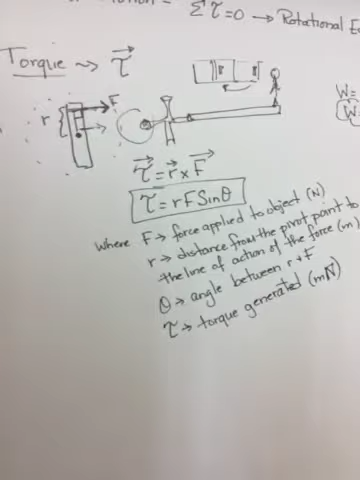 Στ=0 → Rotational E
Torque ~> τ
F
r
W=
W=
τ = r x F
τ = rFSinθ
where F → force applied to object (N)
r → distance from the pivot point to
the line of action of the force (m)
θ → angle between r + F
τ → torque generated (mN)